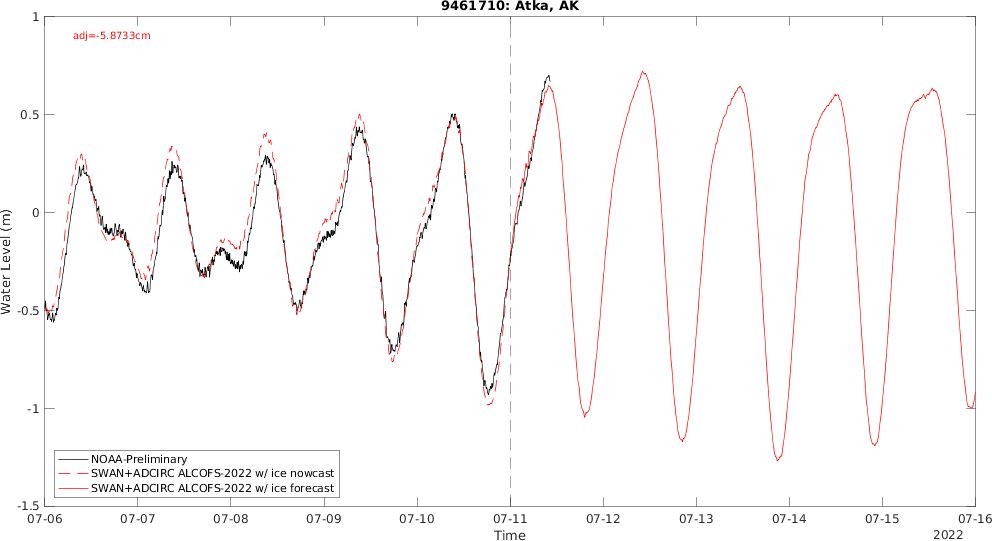 9461710: Atka, AK
adj=-5.8733cm
1
0.5
0
-0.5
-1
-1.5
Water Level (m)
NOAA-Preliminary
SWAN+ADCIRC ALCOFS-2022 w/ ice nowcast
SWAN+ADCIRC ALCOFS-2022 w/ ice forecast
07-06 07-07 07-08 07-09 07-10 07-11 07-12 07-13 07-14 07-15 07-16
Time
2022